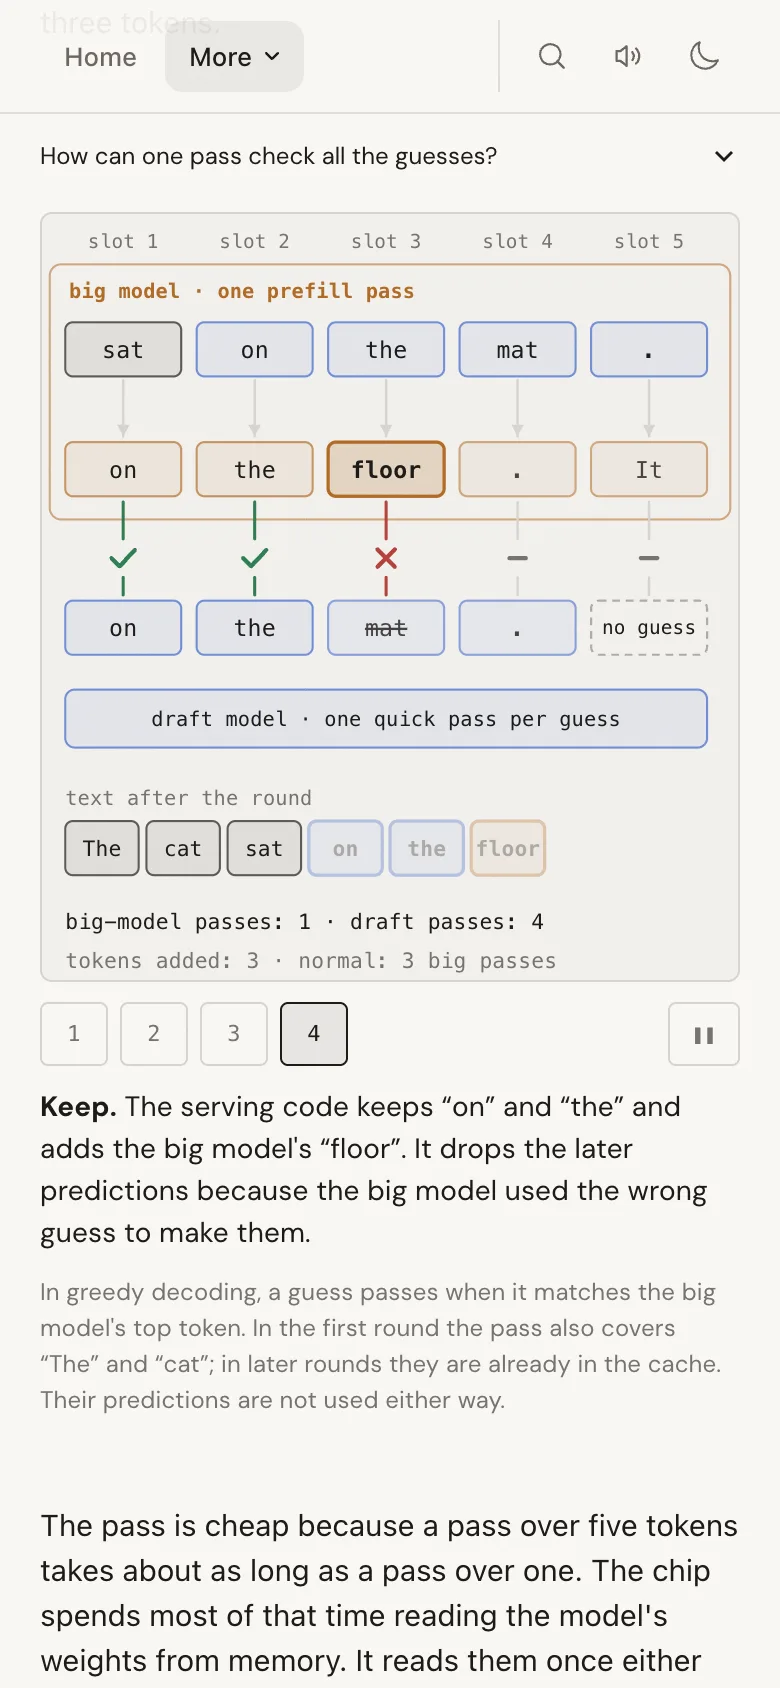 three tokens.
Home More
How can one pass check all the guesses?
slot 1 slot 2 slot 3 slot 4 slot 5
big model · one prefill pass
sat on the mat .
on the floor . It
on the mat . no guess
draft model · one quick pass per guess
text after the round
The cat sat on the floor
big-model passes: 1 · draft passes: 4
tokens added: 3 · normal: 3 big passes
1 2 3 4
Keep. The serving code keeps “on” and “the” and
adds the big model's “floor”. It drops the later
predictions because the big model used the wrong
guess to make them.
In greedy decoding, a guess passes when it matches the big
model's top token. In the first round the pass also covers
“The” and “cat”; in later rounds they are already in the cache.
Their predictions are not used either way.
The pass is cheap because a pass over five tokens
takes about as long as a pass over one. The chip
spends most of that time reading the model's
weights from memory. It reads them once either